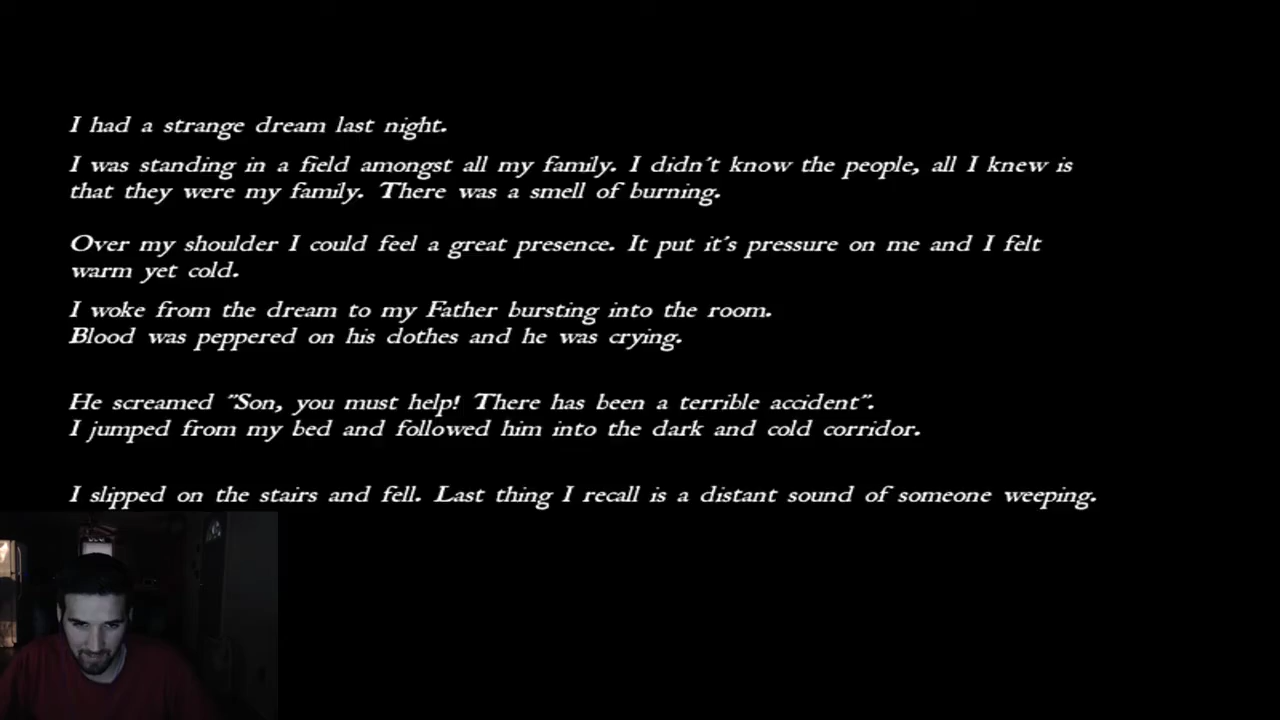 I had a strange dream last night.
I was standing in a field amongst all my family. I didn't know the people, all I knew is
that they were my family. There was a smell of burning.
Over my shoulder I could feel a great presence. It put it's pressure on me and I felt
warm yet cold.
I woke from the dream to my Father bursting into the room.
Blood was peppered on his clothes and he was crying.
He screamed "Son, you must help! There has been a terrible accident".
I jumped from my bed and followed him into the dark and cold corridor.
I slipped on the stairs and fell. Last thing I recall is a distant sound of someone weeping.